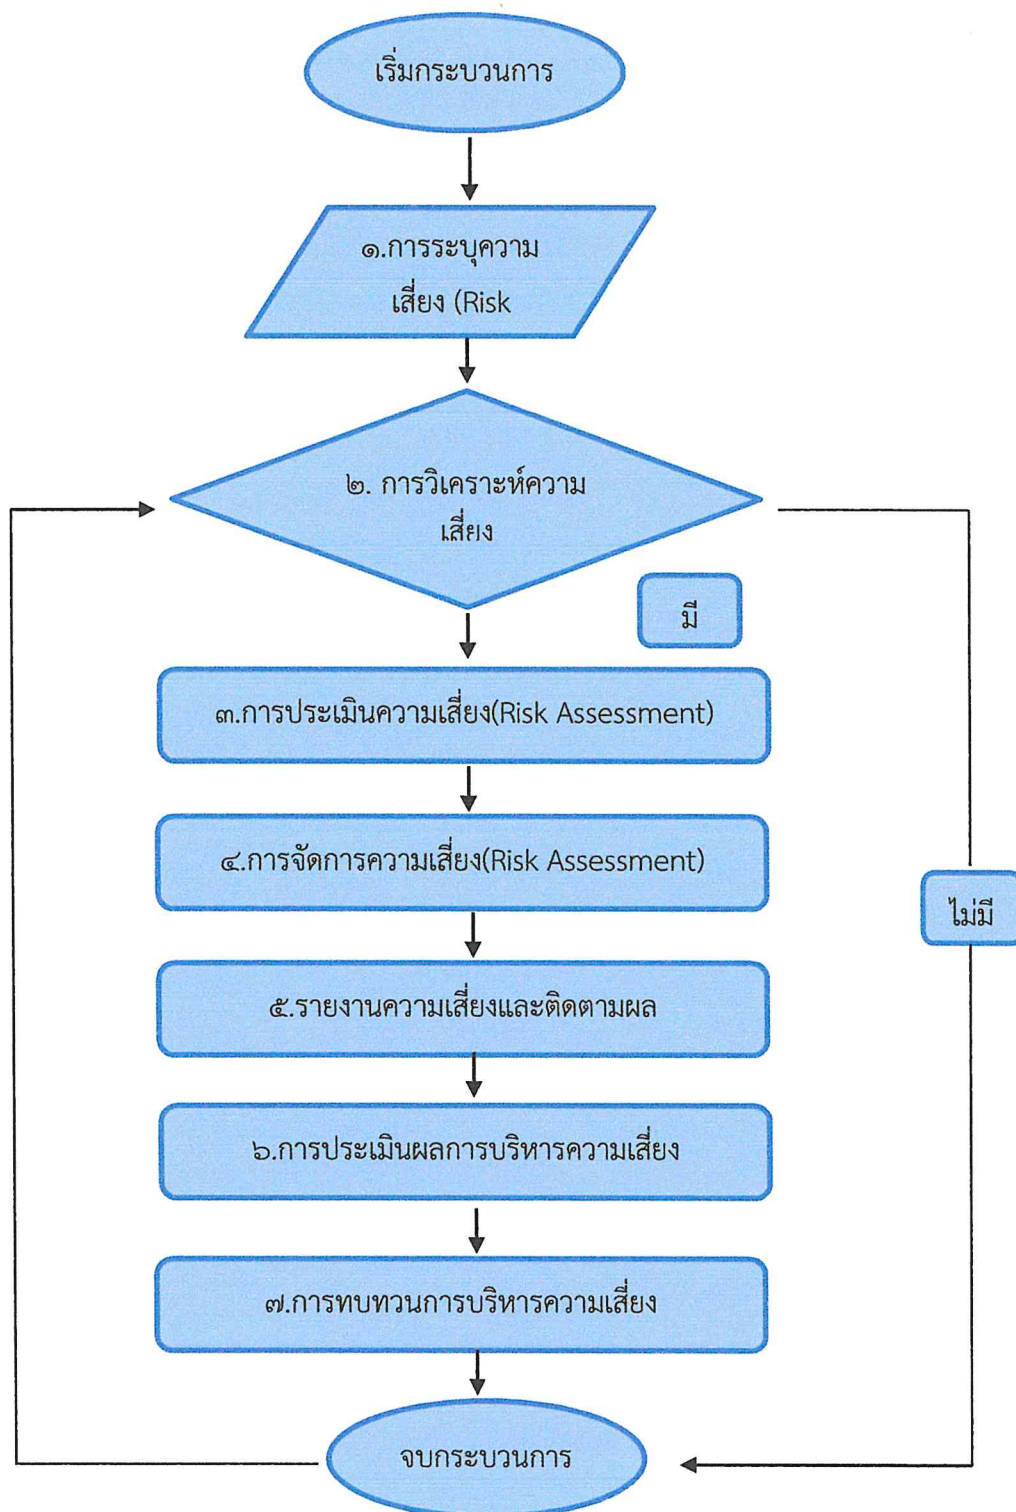 เริ่มกระบวนการ
๑.การระบุความ
เสี่ยง (Risk
๒. การวิเคราะห์ความ
เสี่ยง
มี
๓.การประเมินความเสี่ยง(Risk Assessment)
๔.การจัดการความเสี่ยง(Risk Assessment)
ไม่มี
๕.รายงานความเสี่ยงและติดตามผล
๖.การประเมินผลการบริหารความเสี่ยง
๗.การทบทวนการบริหารความเสี่ยง
จบกระบวนการ